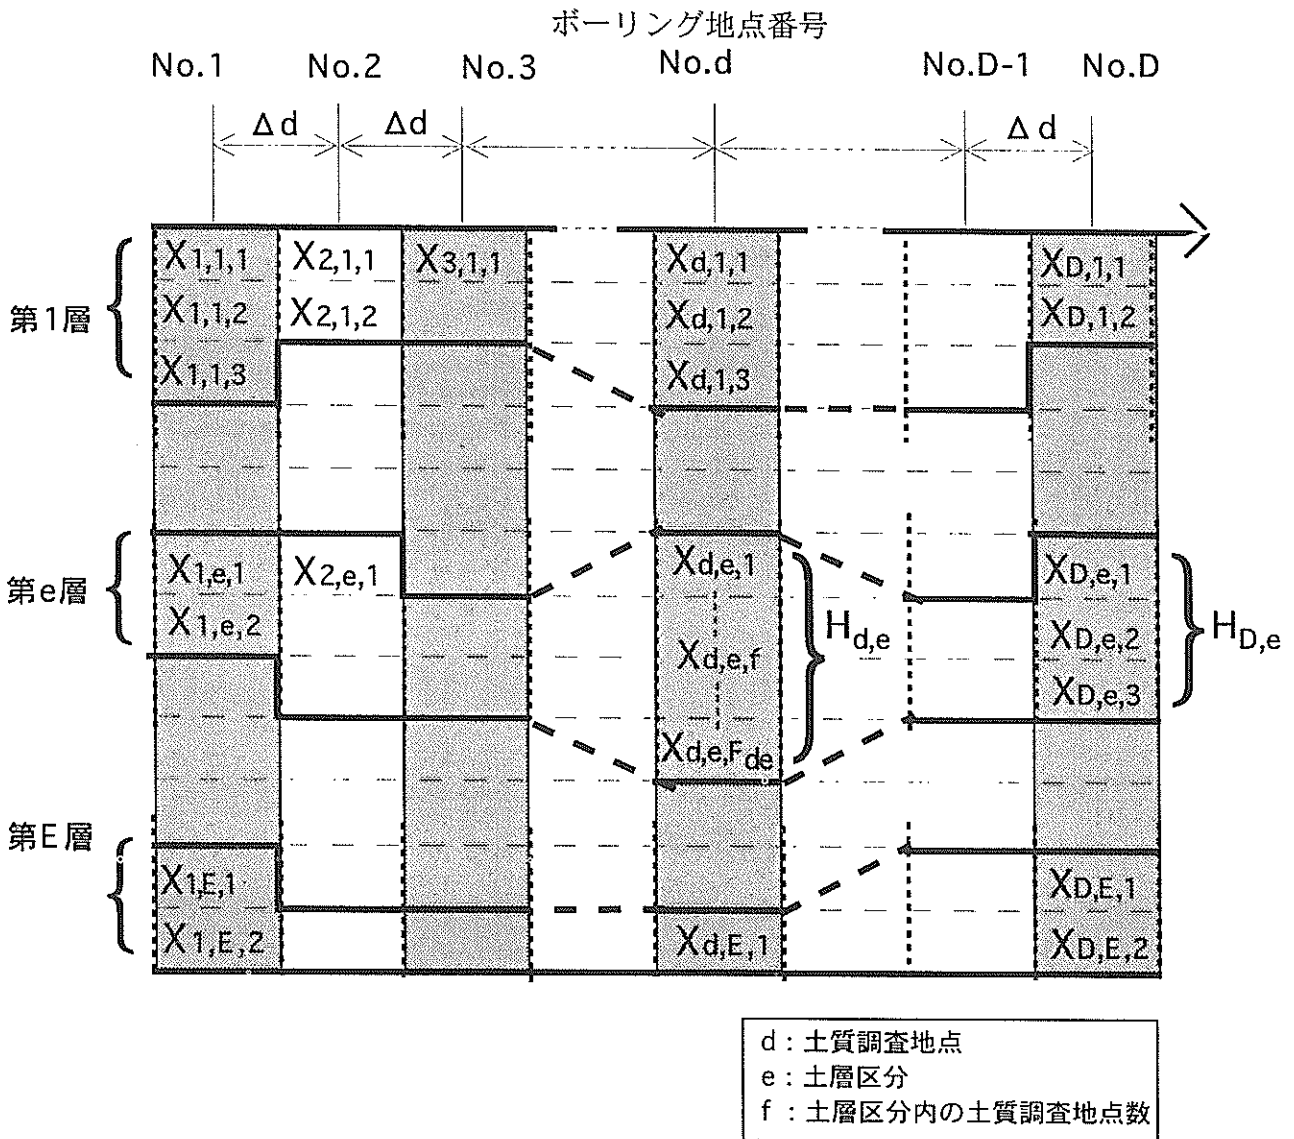 ボーリング地点番号
No.1 No.2 No.3 No.d No.D-1 No.D
Δd Δd Δd
X1,1,1 X2,1,1 X3,1,1 Xd,1,1 XD,1,1
第1層 X1,1,2 X2,1,2 Xd,1,2 XD,1,2
X1,1,3 Xd,1,3
第e層 X1,e,1 X2,e,1 Xd,e,1 XD,e,1
X1,e,2 Xd,e,f Hd,e XD,e,2 HD,e
XD,e,3
Xd,e,Fde
第E層
X1,E,1 XD,E,1
X1,E,2 Xd,E,1 XD,E,2
d：土質調査地点
e：土層区分
f：土層区分内の土質調査地点数